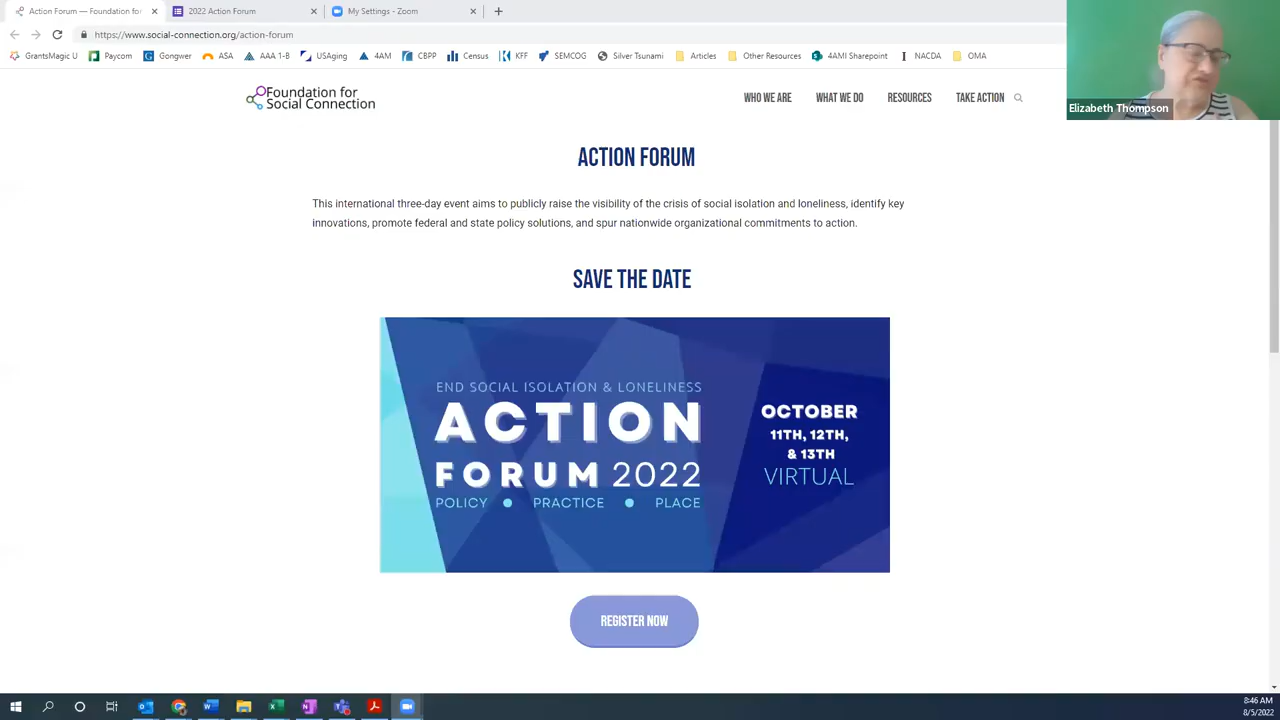 Action Forum — Foundation fo
2022 Action Forum
My Settings - Zoom
https://www.social-connection.org/action-forum
GrantsMagic U
Paycom
Gongwer
ASA
AAA 1-B
USAging
4AM
CBPP
Census
KFF
SEMCOG
Silver Tsunami
Articles
Other Resources
4AMI Sharepoint
NACDA
OMA
Foundation for
Social Connection
WHO WE ARE
WHAT WE DO
RESOURCES
TAKE ACTION
Elizabeth Thompson
ACTION FORUM
This international three-day event aims to publicly raise the visibility of the crisis of social isolation and loneliness, identify key
innovations, promote federal and state policy solutions, and spur nationwide organizational commitments to action.
SAVE THE DATE
END SOCIAL ISOLATION & LONELINESS
ACTION
FORUM 2022
POLICY • PRACTICE • PLACE
OCTOBER
11TH, 12TH,
& 13TH
VIRTUAL
REGISTER NOW
8:46 AM
8/5/2022